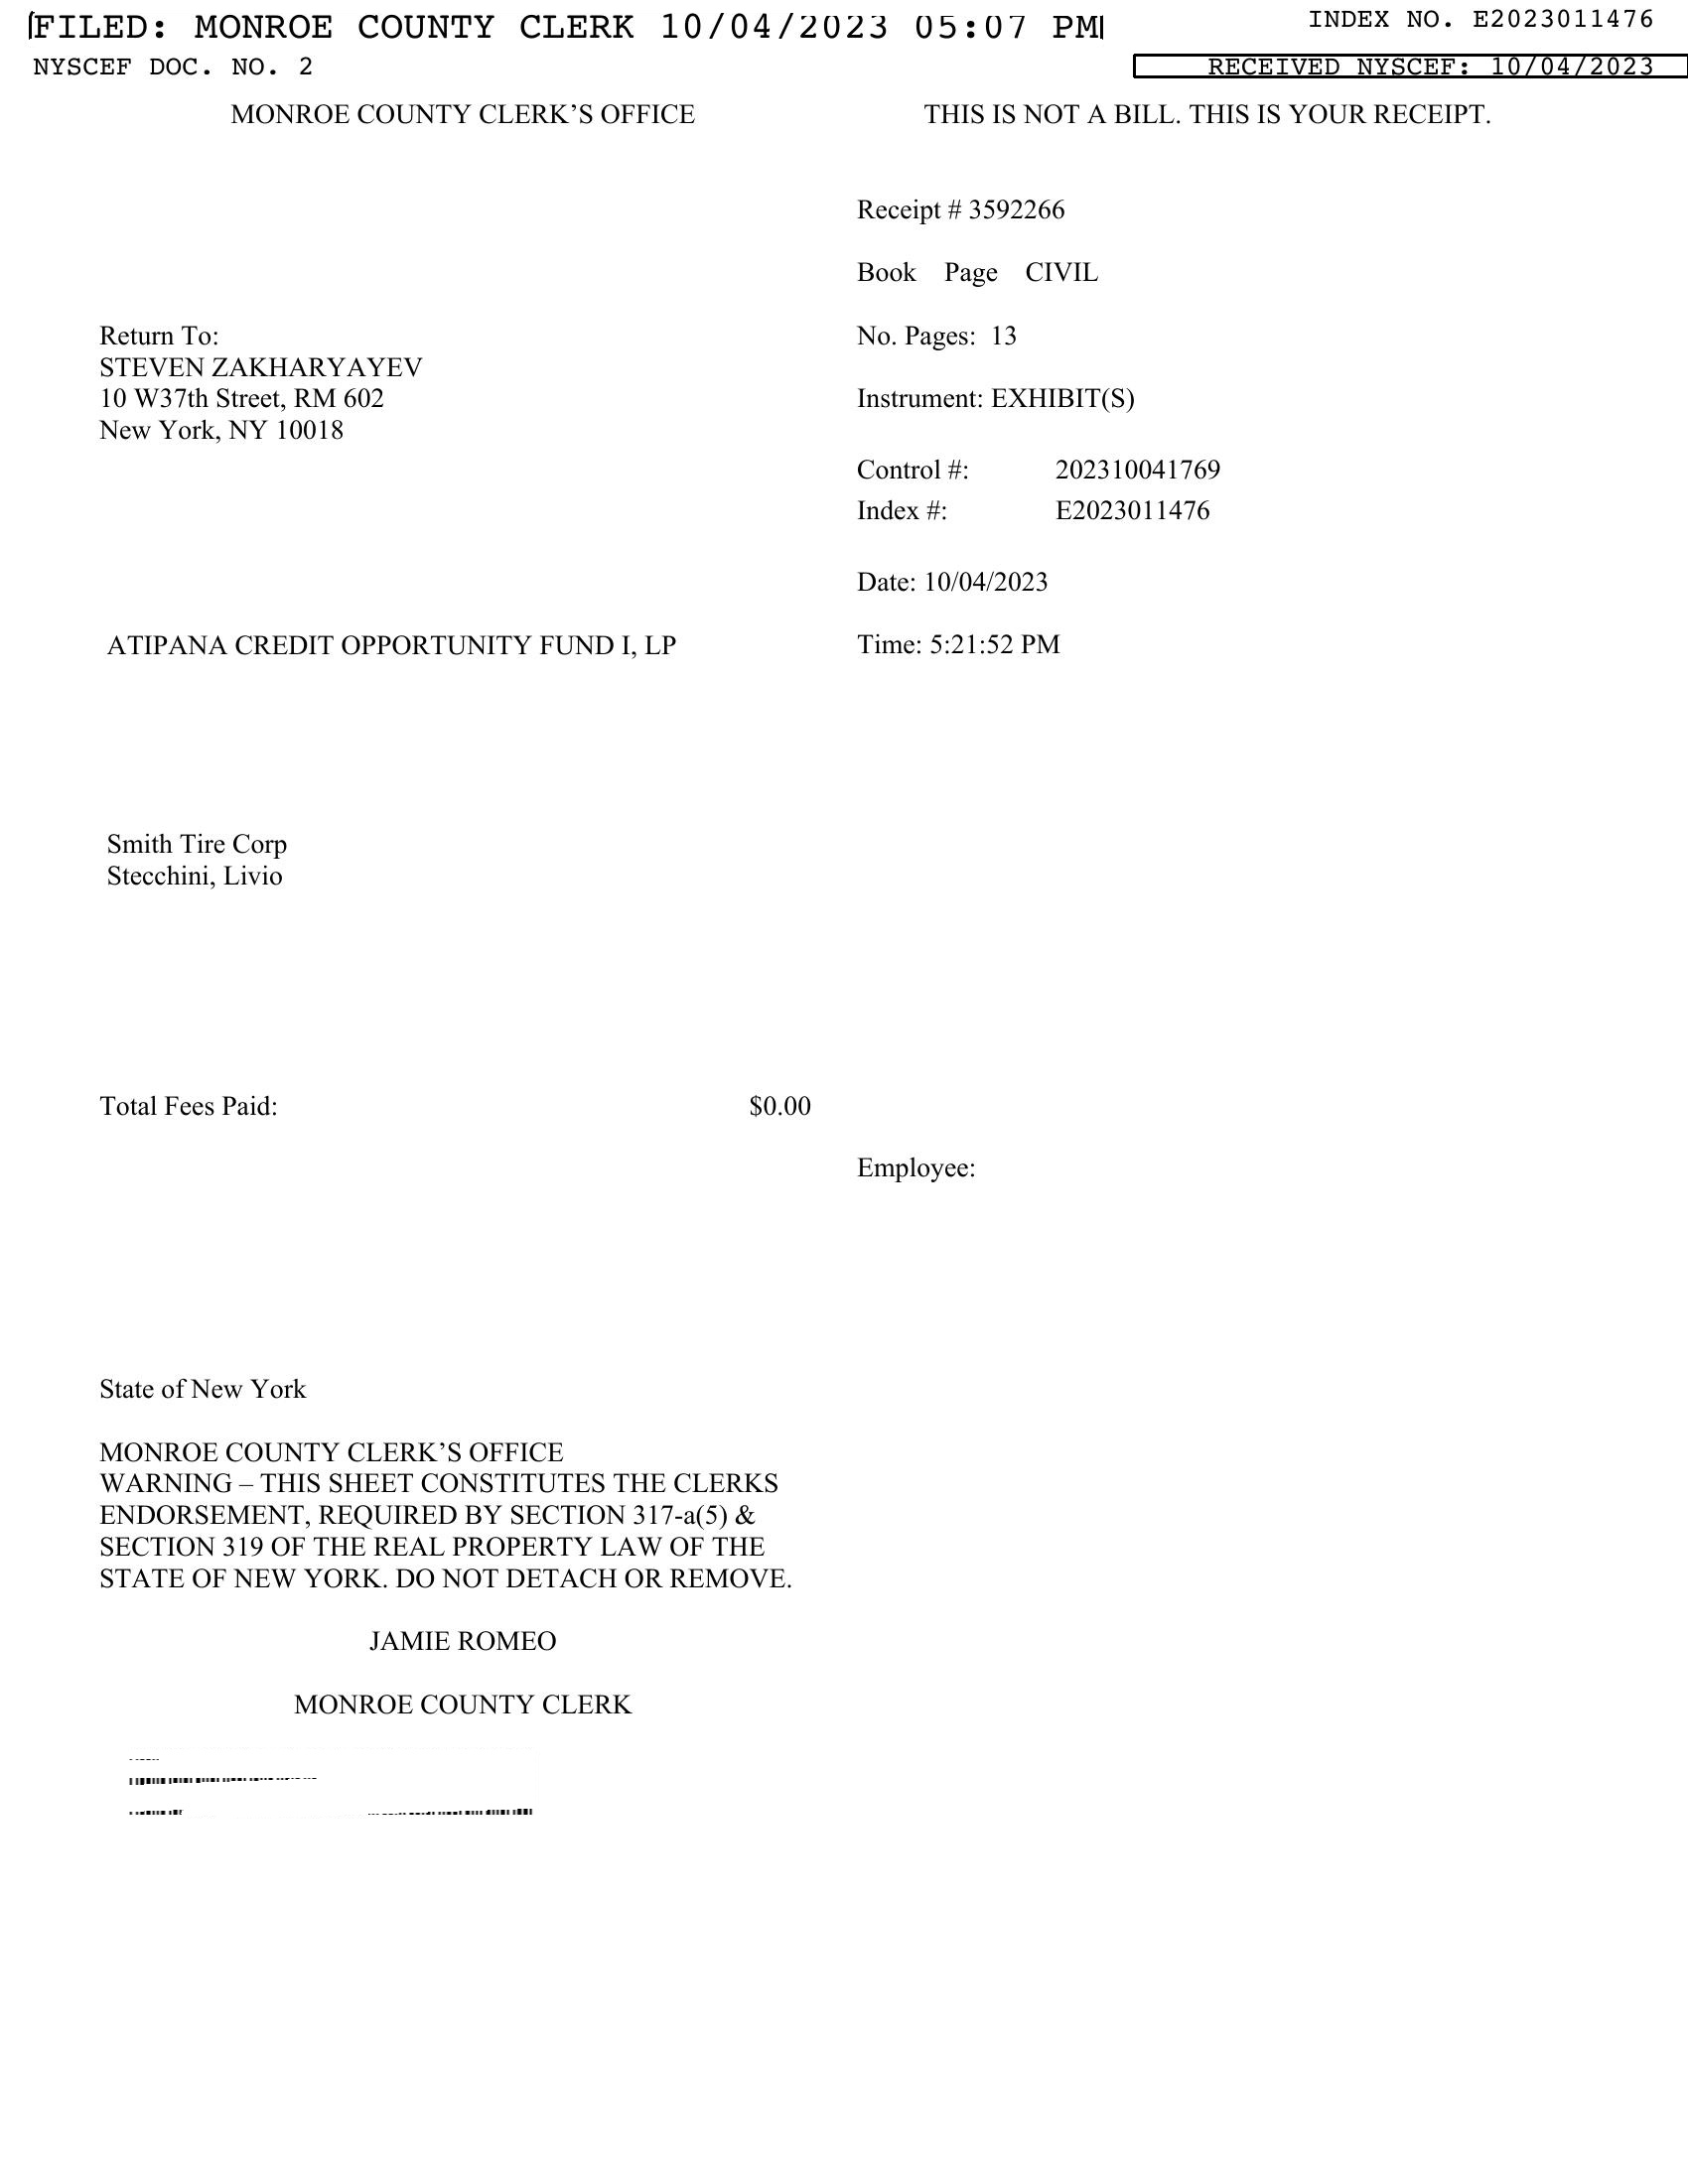 FILED: MONROE COUNTY CLERK 10/04/2023 05:07 PM
INDEX NO. E2023011476
NYSCEF DOC. NO. 2
RECEIVED NYSCEF: 10/04/2023
MONROE COUNTY CLERK’S OFFICE
THIS IS NOT A BILL. THIS IS YOUR RECEIPT.
Receipt # 3592266
Book Page CIVIL
Return To:
STEVEN ZAKHARYAYEV
10 W37th Street, RM 602
New York, NY 10018
No. Pages: 13
Instrument: EXHIBIT(S)
Control #: 202310041769
Index #: E2023011476
Date: 10/04/2023
ATIPANA CREDIT OPPORTUNITY FUND I, LP
Time: 5:21:52 PM
Smith Tire Corp
Stecchini, Livio
Total Fees Paid: $0.00
Employee:
State of New York
MONROE COUNTY CLERK’S OFFICE
WARNING – THIS SHEET CONSTITUTES THE CLERKS
ENDORSEMENT, REQUIRED BY SECTION 317-a(5) &
SECTION 319 OF THE REAL PROPERTY LAW OF THE
STATE OF NEW YORK. DO NOT DETACH OR REMOVE.
JAMIE ROMEO
MONROE COUNTY CLERK